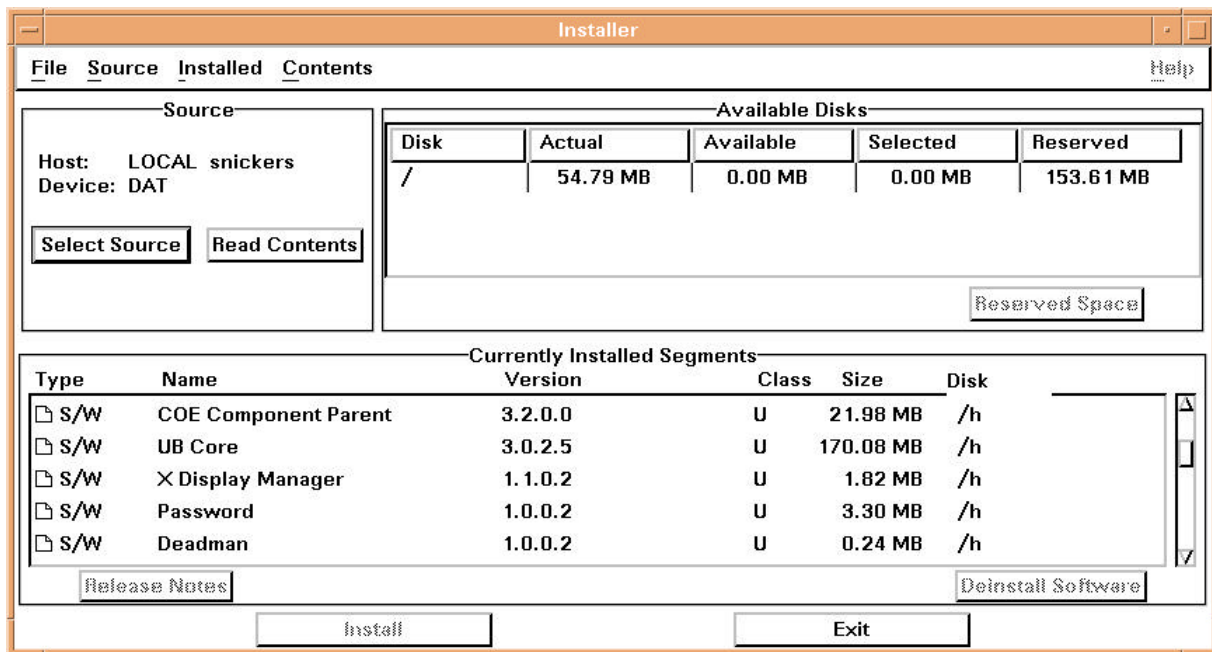 Installer
File Source Installed Contents Help
Source
Host: LOCAL snickers
Device: DAT
Select Source Read Contents
Available Disks
Disk Actual Available Selected Reserved
/ 54.79 MB 0.00 MB 0.00 MB 153.61 MB
Reserved Space
Currently Installed Segments
Type Name Version Class Size Disk
S/W COE Component Parent 3.2.0.0 U 21.98 MB /h
S/W UB Core 3.0.2.5 U 170.08 MB /h
S/W X Display Manager 1.1.0.2 U 1.82 MB /h
S/W Password 1.0.0.2 U 3.30 MB /h
S/W Deadman 1.0.0.2 U 0.24 MB /h
Release Notes Deinstall Software
Install Exit